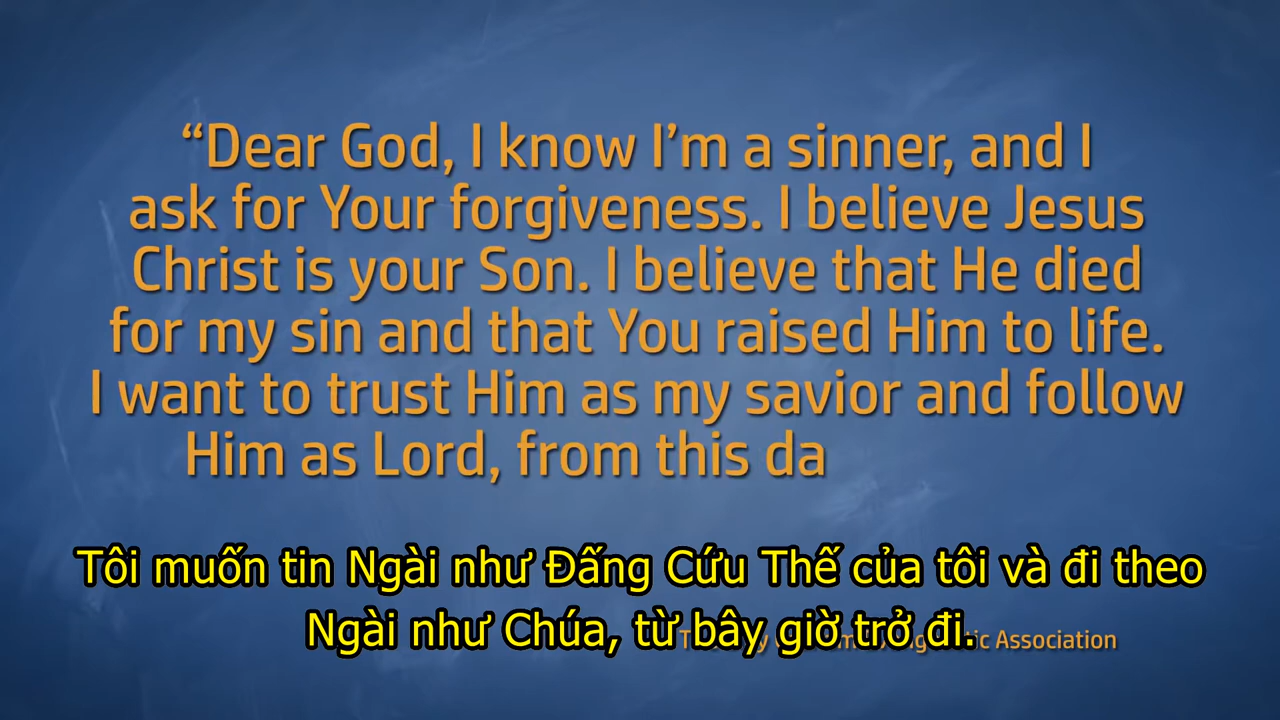 “Dear God, I know I’m a sinner, and I
ask for Your forgiveness. I believe Jesus
Christ is your Son. I believe that He died
for my sin and that You raised Him to life.
I want to trust Him as my savior and follow
Him as Lord, from this da
Tôi muốn tin Ngài như Đấng Cứu Thế của tôi và đi theo
Ngài như Chúa, từ bây giờ trở đi.
Association